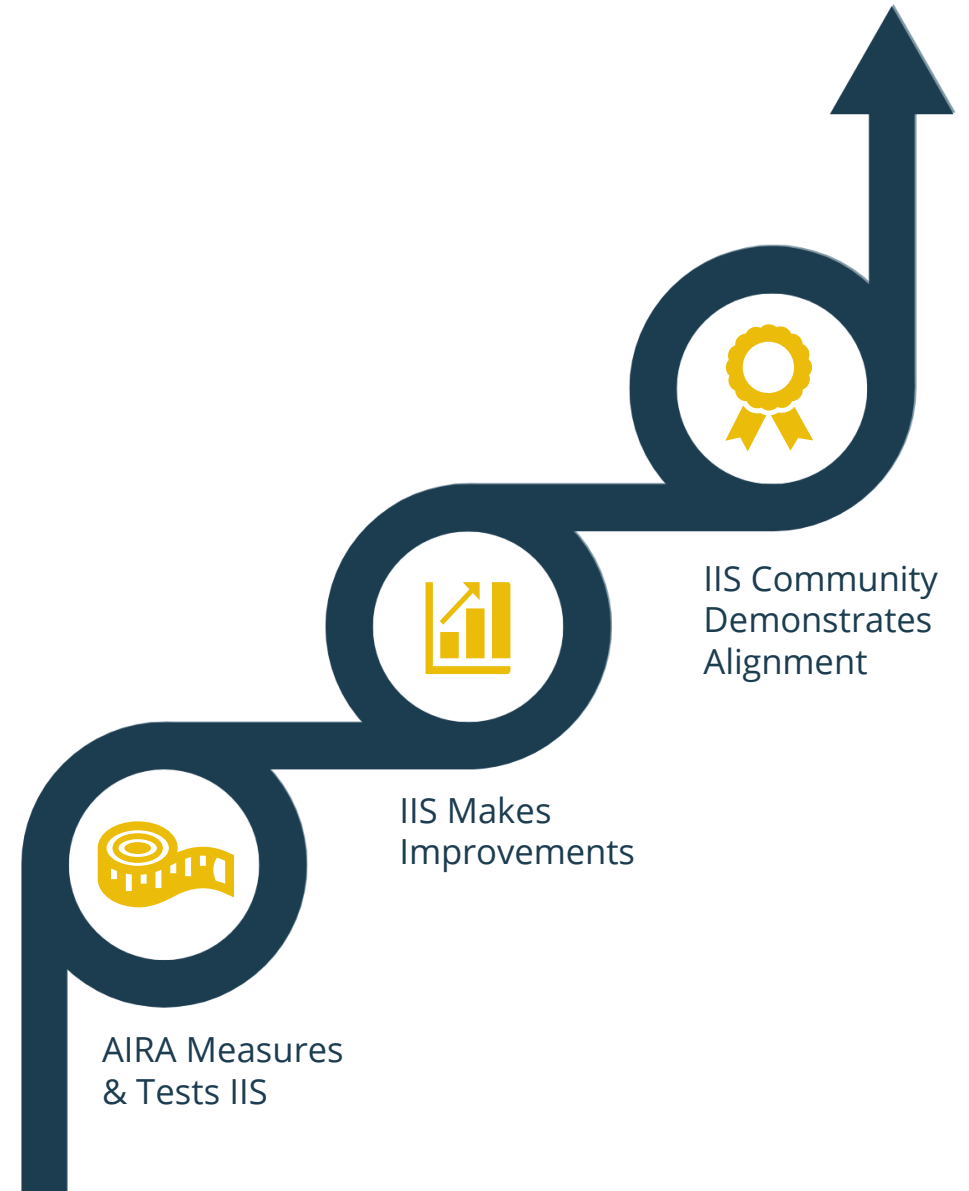 IIS Community
Demonstrates
Alignment
IIS Makes
Improvements
AIRA Measures
& Tests IIS